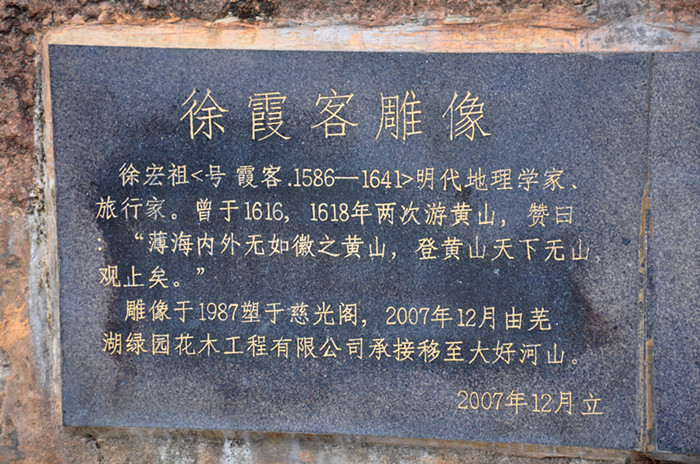 徐霞客雕像
徐宏祖<号 霞客.1586—1641>明代地理学家、
旅行家。曾于1616，1618年两次游黄山，赞曰
：“薄海内外无如徽之黄山，登黄山天下无山，
观止矣。”
雕像于1987塑于慈光阁，2007年12月由芜
湖绿园花木工程有限公司承接移至大好河山。
2007年12月立